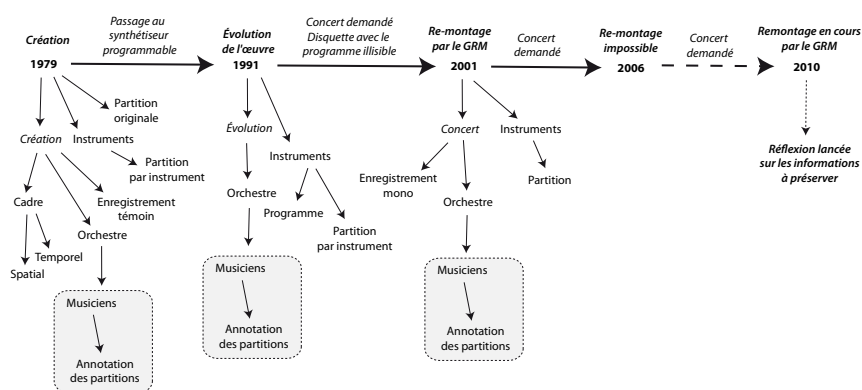 Création
1979
Passage au
synthétiseur
programmable
Évolution
de l'œuvre
1991
Concert demandé
Disquette avec le
programme illisible
Re-montage
par le GRM
2001
Concert
demandé
Re-montage
impossible
2006
Concert
demandé
Remontage en cours
par le GRM
2010
Partition
originale
Création
Instruments
Partition
par instrument
Cadre
Enregistrement
témoin
Orchestre
Temporel
Spatial
Musiciens
Annotation
des partitions
Évolution
Instruments
Orchestre
Programme
Partition
par instrument
Musiciens
Annotation
des partitions
Concert
Instruments
Enregistrement
mono
Partition
Orchestre
Musiciens
Annotation
des partitions
Réflexion lancée
sur les informations
à préserver